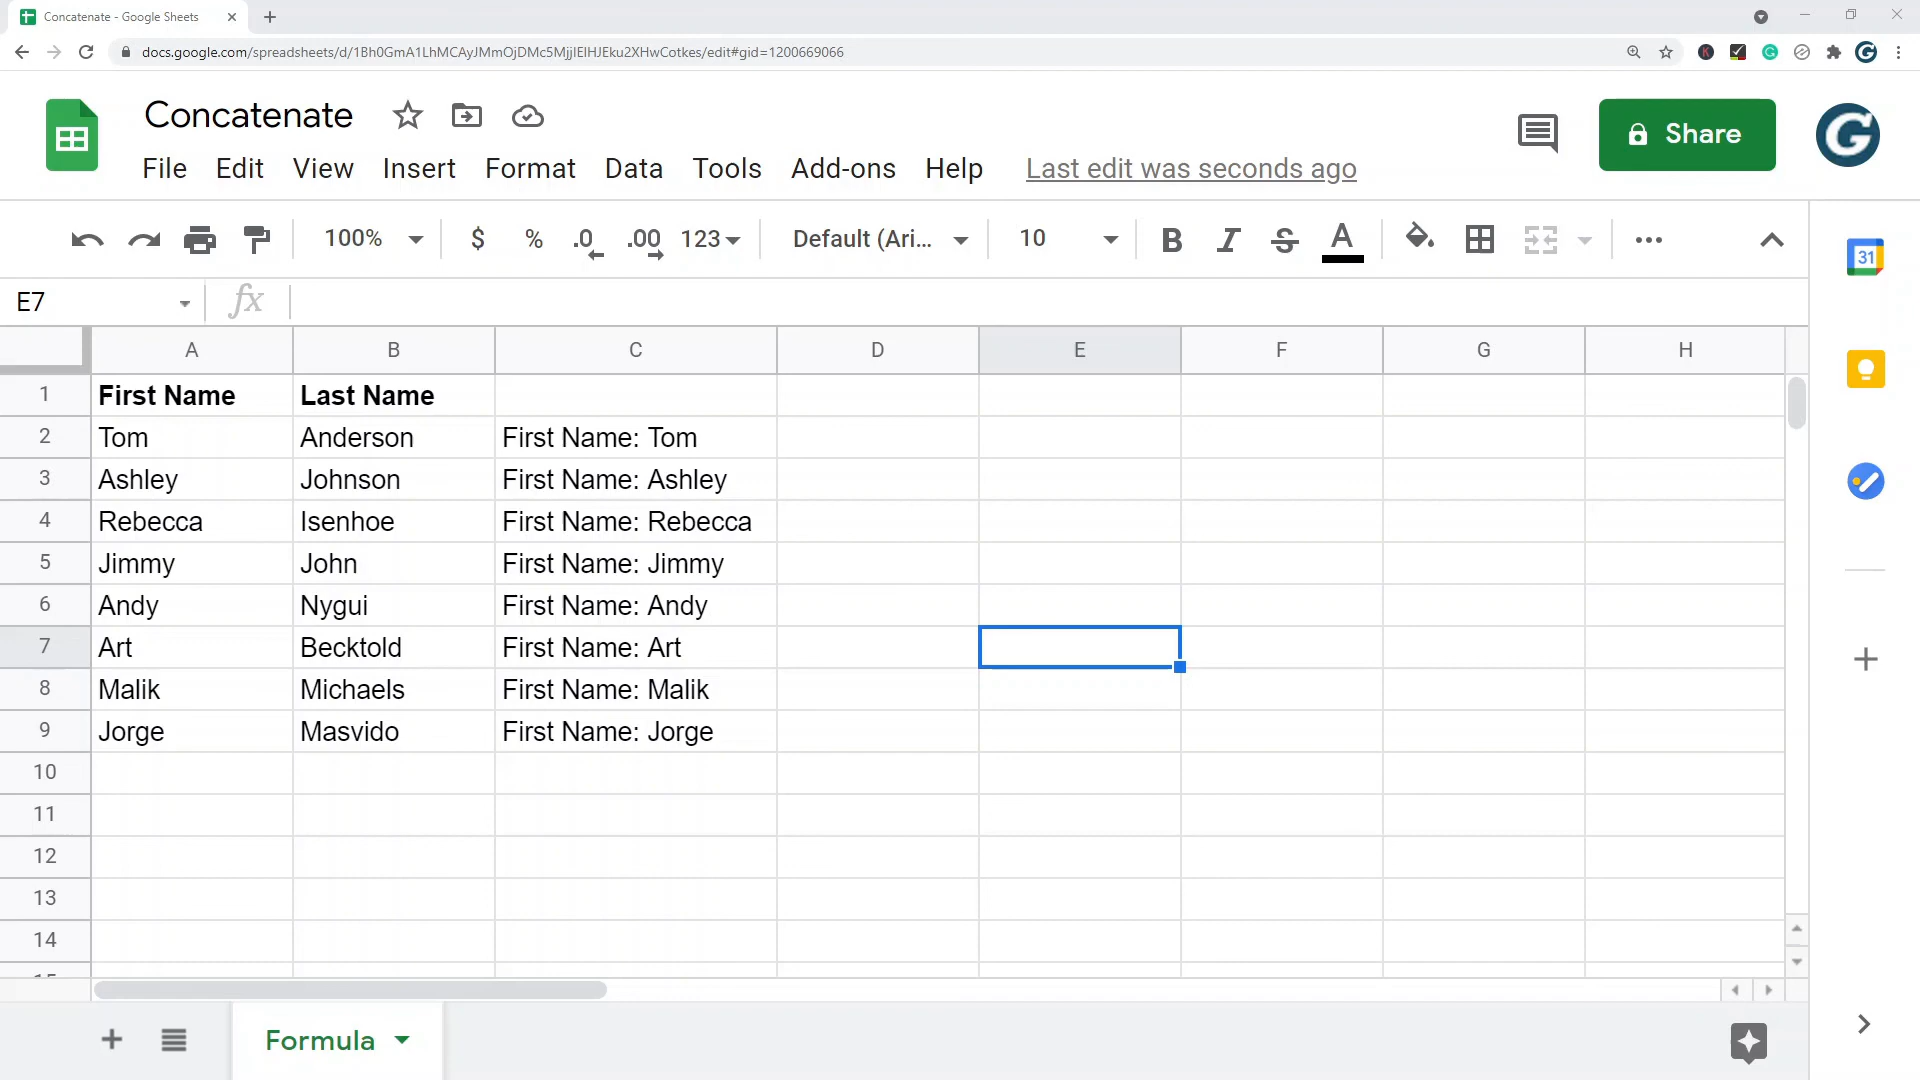 Concatenate - Google Sheets
docs.google.com/spreadsheets/d/1Bh0GmA1LhMCAyJMmOjDMc5MjjlElHJEku2XHwCotkes/edit#gid=1200669066
Concatenate
File Edit View Insert Format Data Tools Add-ons Help Last edit was seconds ago
Share
G
100% $ % .0 .00 123 Default (Ari... 10 B I S A
31
E7 fx
A B C D E F G H
1 First Name Last Name
2 Tom Anderson First Name: Tom
3 Ashley Johnson First Name: Ashley
4 Rebecca Isenhoe First Name: Rebecca
5 Jimmy John First Name: Jimmy
6 Andy Nygui First Name: Andy
7 Art Becktold First Name: Art
8 Malik Michaels First Name: Malik
9 Jorge Masvido First Name: Jorge
10
11
12
13
14
Formula